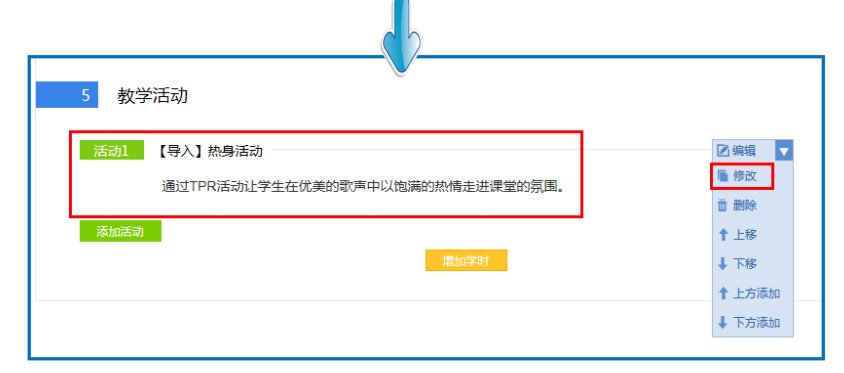 5 教学活动
活动1 【导入】热身活动
编辑
修改
通过TPR活动让学生在优美的歌声中以饱满的热情走进课堂的氛围。
删除
添加活动
上移
增加学时
下移
上方添加
下方添加